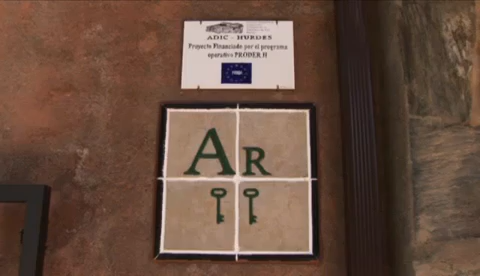 ADIC - HURDES
Proyecto Financiado por el programa
operativo PRODER II
AR